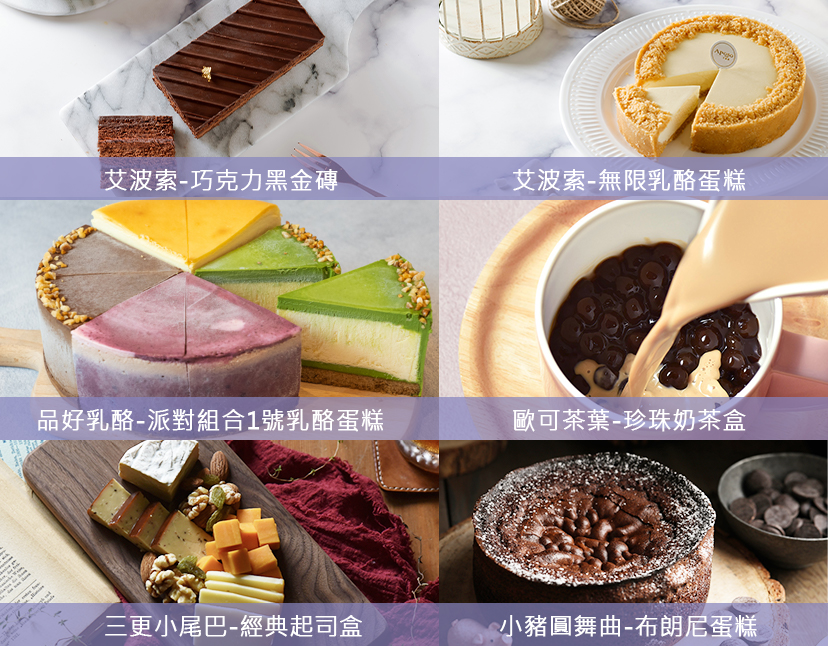 艾波索-巧克力黑金磚
艾波索-無限乳酪蛋糕
品好乳酪-派對組合1號乳酪蛋糕
歐可茶葉-珍珠奶茶盒
三更小尾巴-經典起司盒
小豬圓舞曲-布朗尼蛋糕